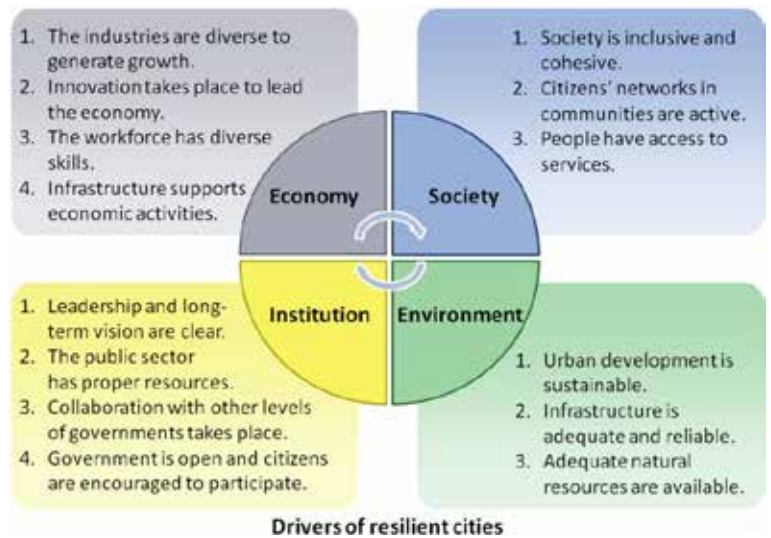 1. The industries are diverse to
generate growth.
2. Innovation takes place to lead
the economy.
3. The workforce has diverse
skills.
4. Infrastructure supports
economic activities.
Economy
1. Society is inclusive and
cohesive.
2. Citizens' networks in
communities are active.
3. People have access to
services.
Society
1. Leadership and long-
term vision are clear.
2. The public sector
has proper resources.
3. Collaboration with other levels
of governments takes place.
4. Government is open and citizens
are encouraged to participate.
Institution
Environment
1. Urban development is
sustainable.
2. Infrastructure is
adequate and reliable.
3. Adequate natural
resources are available.
Drivers of resilient cities